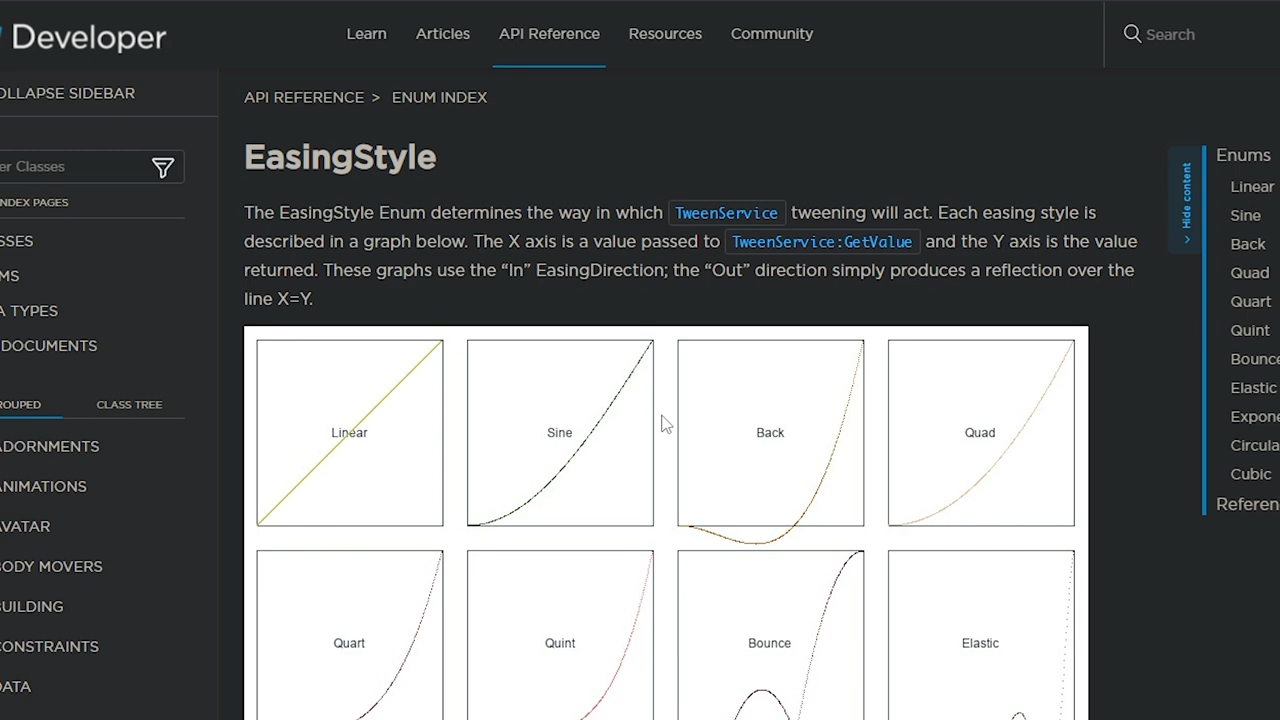 Developer
Learn
Articles
API Reference
Resources
Community
Search
OLLAPSE SIDEBAR
er Classes
NDEX PAGES
SSES
MS
A TYPES
DOCUMENTS
ROUPED
CLASS TREE
ADORNMENTS
ANIMATIONS
AVATAR
BODY MOVERS
BUILDING
CONSTRAINTS
DATA
API REFERENCE > ENUM INDEX
EasingStyle
The EasingStyle Enum determines the way in which TweenService tweening will act. Each easing style is
described in a graph below. The X axis is a value passed to TweenService:GetValue and the Y axis is the value
returned. These graphs use the “In” EasingDirection; the “Out” direction simply produces a reflection over the
line X=Y.
Linear
Sine
Back
Quad
Quart
Quint
Bounce
Elastic
Hide content
Enums
Linear
Sine
Back
Quad
Quart
Quint
Bounce
Elastic
Expone
Circula
Cubic
Referen